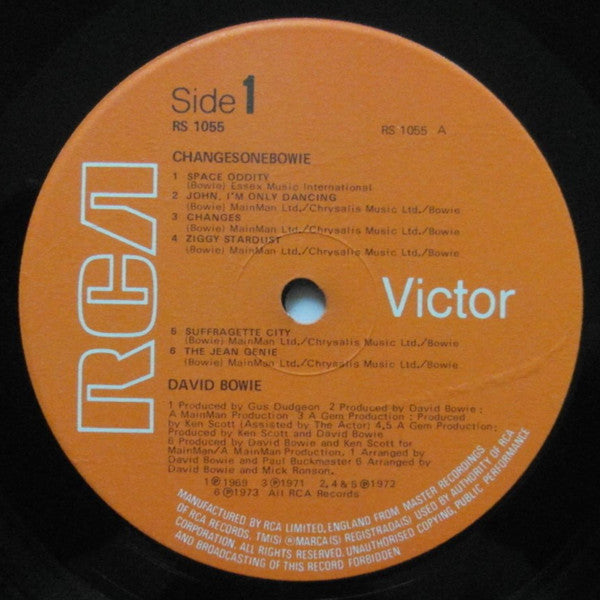 Side 1
RS 1055
RS 1055 A
CHANGESONEBOWIE
1 SPACE ODDITY
(Bowie) Essex Music International
2 JOHN, I'M ONLY DANCING
(Bowie) MainMan Ltd./Chrysalis Music Ltd./Bowie
3 CHANGES
(Bowie) MainMan Ltd./Chrysalis Music Ltd./Bowie
4 ZIGGY STARDUST
(Bowie) MainMan Ltd./Chrysalis Music Ltd./Bowie
RCA
Victor
5 SUFFRAGETTE CITY
(Bowie) MainMan Ltd./Chrysalis Music Ltd./Bowie
6 THE JEAN GENIE
(Bowie) MainMan Ltd./Chrysalis Music Ltd./Bowie
DAVID BOWIE
1 Produced by Gus Dudgeon 2 Produced by David Bowie;
A MainMan Production 3 A Gem Production; Produced
by Ken Scott (Assisted by The Actor) 4,5 A Gem Production;
Produced by Ken Scott and David Bowie
6 Produced by David Bowie and Ken Scott for
MainMan/A MainMan Production. 1 Arranged by
David Bowie and Paul Buckmaster 6 Arranged by
David Bowie and Mick Ronson.
1 ℗ 1969 3 ℗ 1971 2, 4 & 5 ℗ 1972
6 ℗ 1973 All RCA Records
MANUFACTURED BY RCA LIMITED, ENGLAND FROM MASTER RECORDINGS
OF RCA RECORDS. TM(S) ® MARCA(S) REGISTRADA(S) USED BY AUTHORITY OF RCA
CORPORATION. ALL RIGHTS RESERVED. UNAUTHORISED COPYING, PUBLIC PERFORMANCE
AND BROADCASTING OF THIS RECORD FORBIDDEN